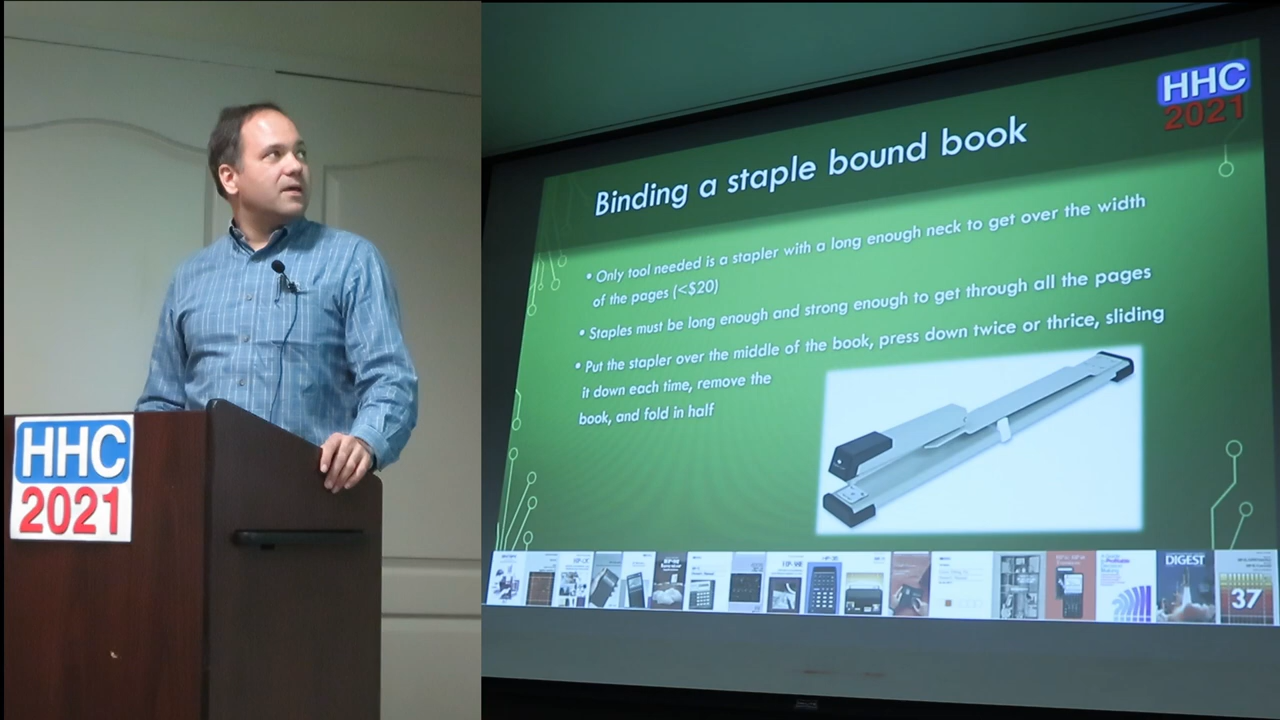 HHC
2021
HHC
2021
Binding a staple bound book
• Only tool needed is a stapler with a long enough neck to get over the width
of the pages (<$20)
• Staples must be long enough and strong enough to get through all the pages
• Put the stapler over the middle of the book, press down twice or thrice, sliding
it down each time, remove the
book, and fold in half
DIGEST
37